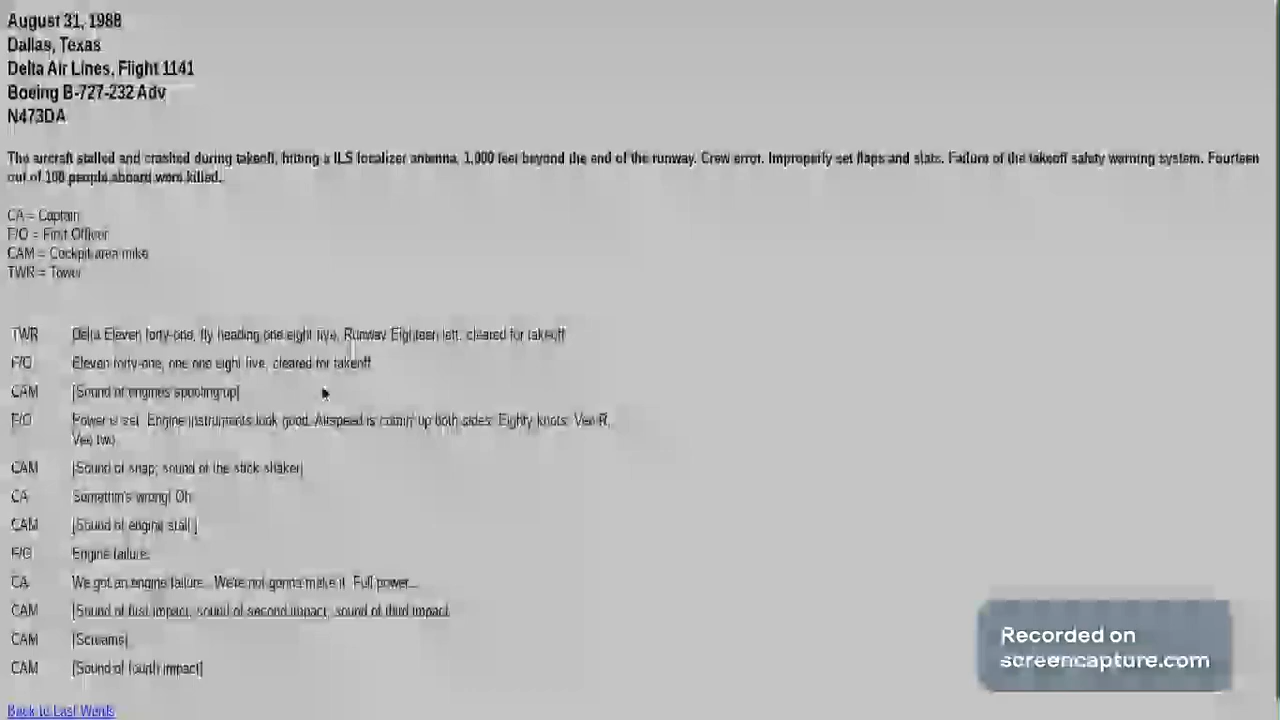 August 31, 1988
Dallas, Texas
Delta Air Lines, Flight 1141
Boeing B-727-232 Adv
N473DA
The aircraft stalled and crashed during takeoff, hitting a ILS localizer antenna, 1,000 feet beyond the end of the runway. Crew error. Improperly set flaps and slats. Failure of the takeoff safety warning system. Fourteen
out of 108 people aboard were killed.
CA = Captain
F/O = First Officer
CAM = Cockpit area mike
TWR = Tower
TWR Delta Eleven forty-one, fly heading one eight five, Runway Eighteen left, cleared for takeoff
F/O Eleven forty-one, one one eight five, cleared for takeoff
CAM [Sound of engines spooling up]
F/O Power is set. Engine instruments look good. Airspeed is comin' up both sides. Eighty knots. Vee R.
Vee two.
CAM [Sound of snap; sound of the stick shaker]
CA Somethin's wrong! Oh
CAM [Sound of engine stall ]
F/O Engine failure.
CA We got an engine failure.. We're not gonna make it. Full power...
CAM [Sound of first impact, sound of second impact, sound of third impact
CAM [Screams]
CAM [Sound of fourth impact]
Back to Last Words
Recorded on
screencapture.com